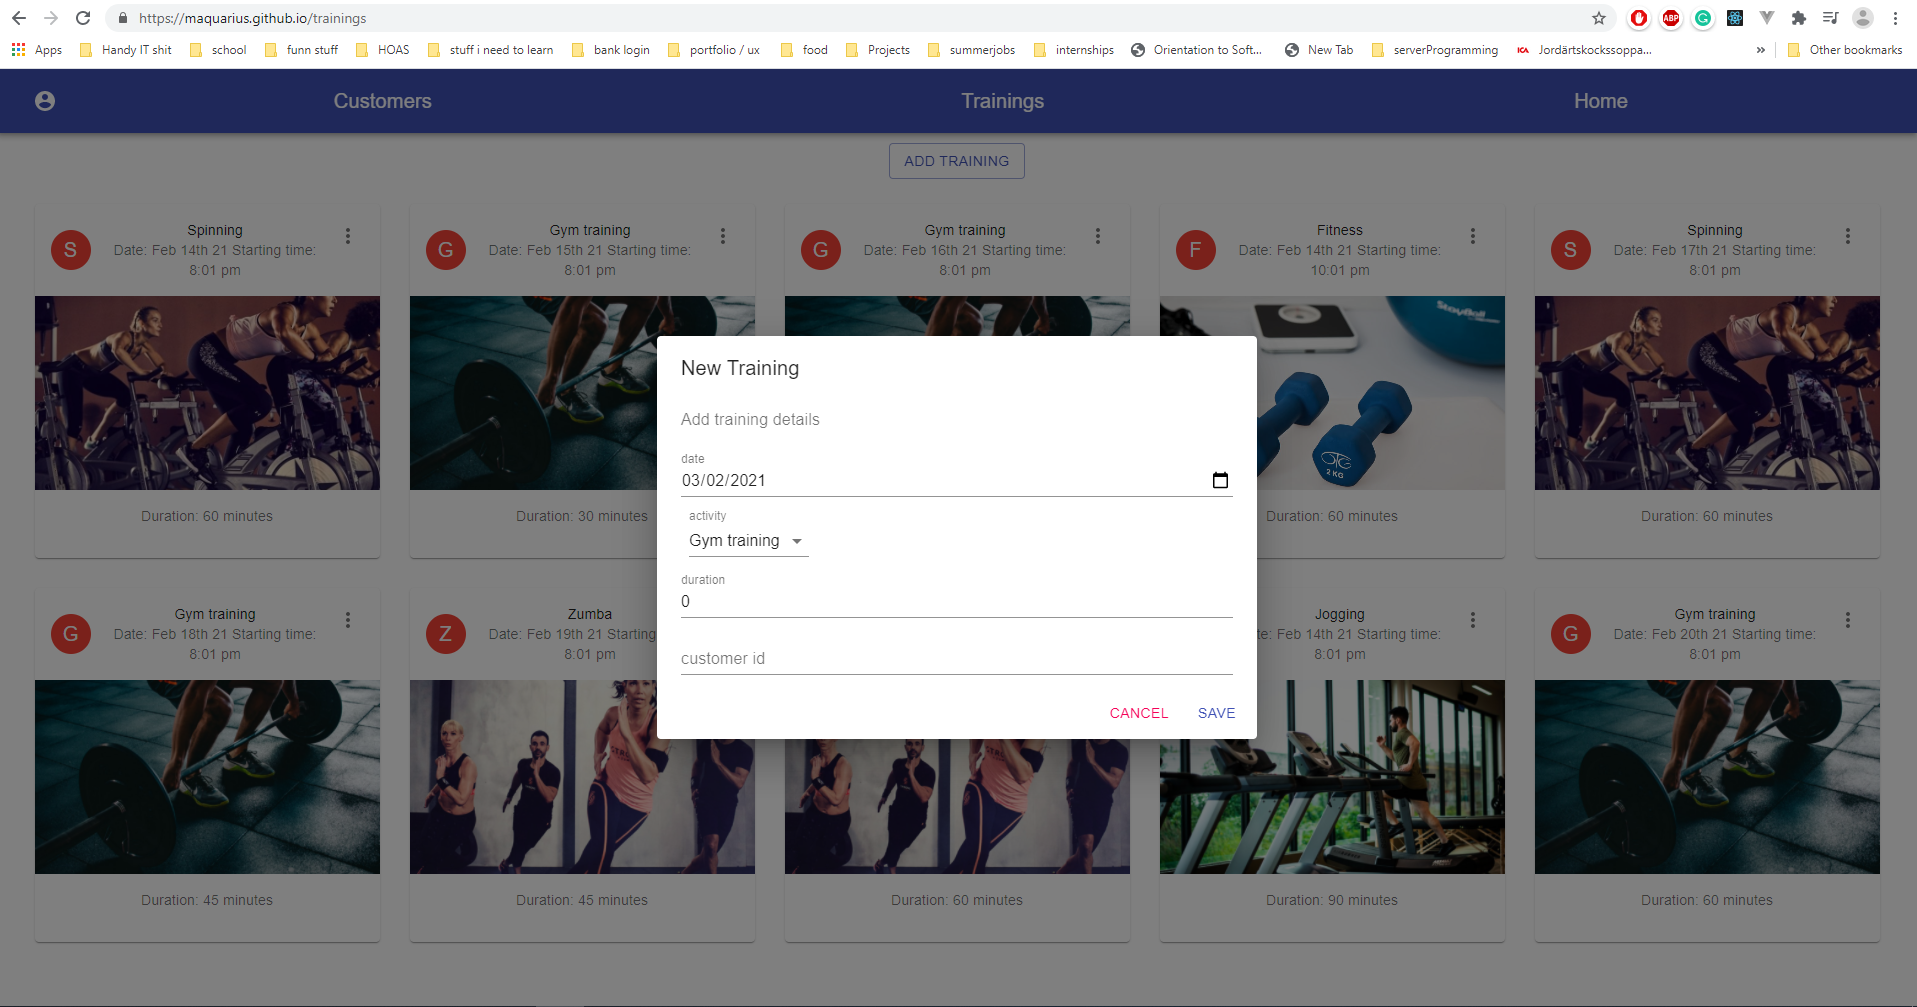 https://maquarius.github.io/trainings
Apps Handy IT shit school funn stuff HOAS stuff i need to learn bank login portfolio / ux food Projects summerjobs internships Orientation to Soft... New Tab serverProgramming ICA Jordärtskockssoppa... » Other bookmarks
ABP
Customers Trainings Home
ADD TRAINING
S Spinning
Date: Feb 14th 21 Starting time:
8:01 pm
Duration: 60 minutes
G Gym training
Date: Feb 15th 21 Starting time:
8:01 pm
Duration: 30 minutes
G Gym training
Date: Feb 16th 21 Starting time:
8:01 pm
F Fitness
Date: Feb 14th 21 Starting time:
10:01 pm
StayBall
2 KG
Duration: 60 minutes
S Spinning
Date: Feb 17th 21 Starting time:
8:01 pm
Duration: 60 minutes
New Training
Add training details
date
03/02/2021
activity
Gym training
duration
0
customer id
CANCEL SAVE
G Gym training
Date: Feb 18th 21 Starting time:
8:01 pm
Duration: 45 minutes
Z Zumba
Date: Feb 19th 21 Starting
8:01 pm
Duration: 45 minutes
Duration: 60 minutes
Jogging
te: Feb 14th 21 Starting time:
8:01 pm
Duration: 90 minutes
G Gym training
Date: Feb 20th 21 Starting time:
8:01 pm
Duration: 60 minutes